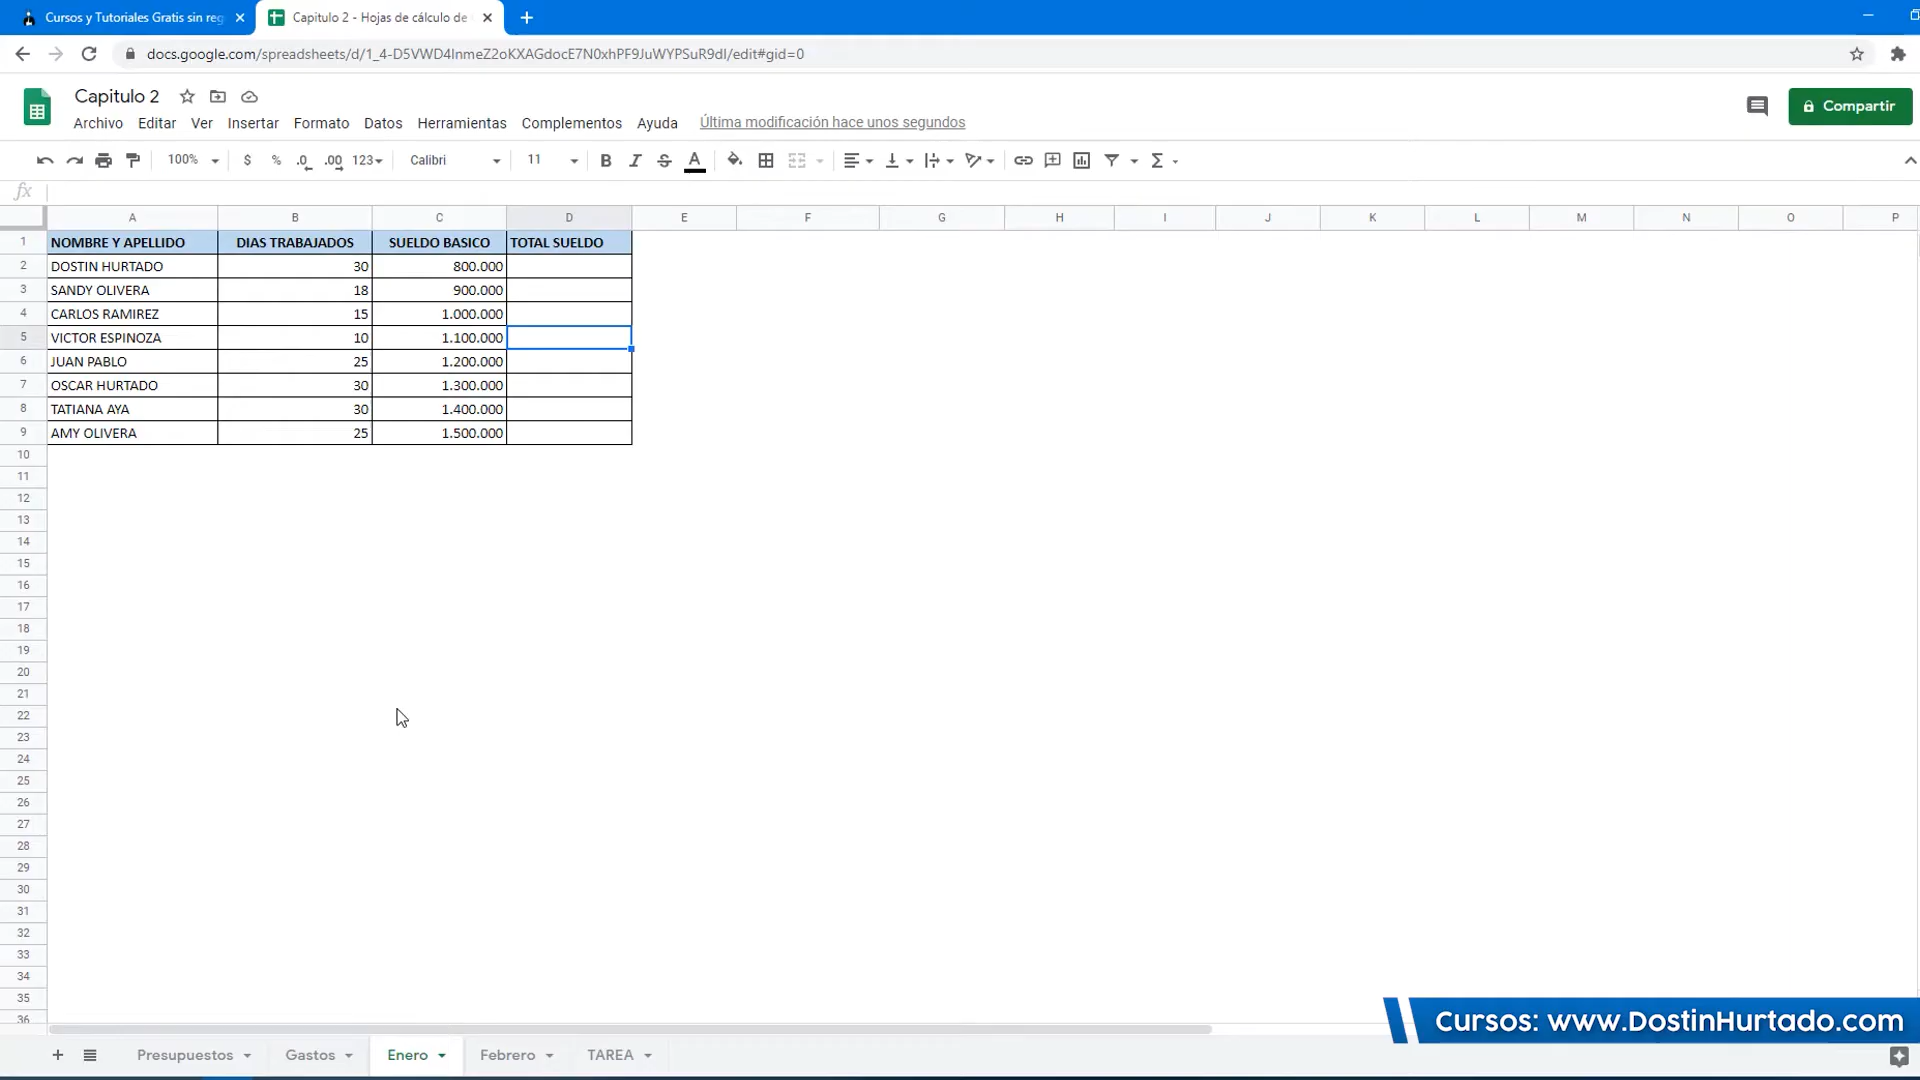 Cursos y Tutoriales Gratis sin reg
Capitulo 2 - Hojas de cálculo de
docs.google.com/spreadsheets/d/1_4-D5VWD4InmeZ2oKXAGdocE7N0xhPF9JuWYPSuR9dI/edit#gid=0
Capitulo 2
Archivo Editar Ver Insertar Formato Datos Herramientas Complementos Ayuda Última modificación hace unos segundos
Compartir
100% $ % .0 .00 123 Calibri 11 B I S A Σ
fx
A B C D E F G H I J K L M N O P
1 NOMBRE Y APELLIDO DIAS TRABAJADOS SUELDO BASICO TOTAL SUELDO
2 DOSTIN HURTADO 30 800.000
3 SANDY OLIVERA 18 900.000
4 CARLOS RAMIREZ 15 1.000.000
5 VICTOR ESPINOZA 10 1.100.000
6 JUAN PABLO 25 1.200.000
7 OSCAR HURTADO 30 1.300.000
8 TATIANA AYA 30 1.400.000
9 AMY OLIVERA 25 1.500.000
10
11
12
13
14
15
16
17
18
19
20
21
22
23
24
25
26
27
28
29
30
31
32
33
34
35
36
Cursos: www.DostinHurtado.com
Presupuestos Gastos Enero Febrero TAREA